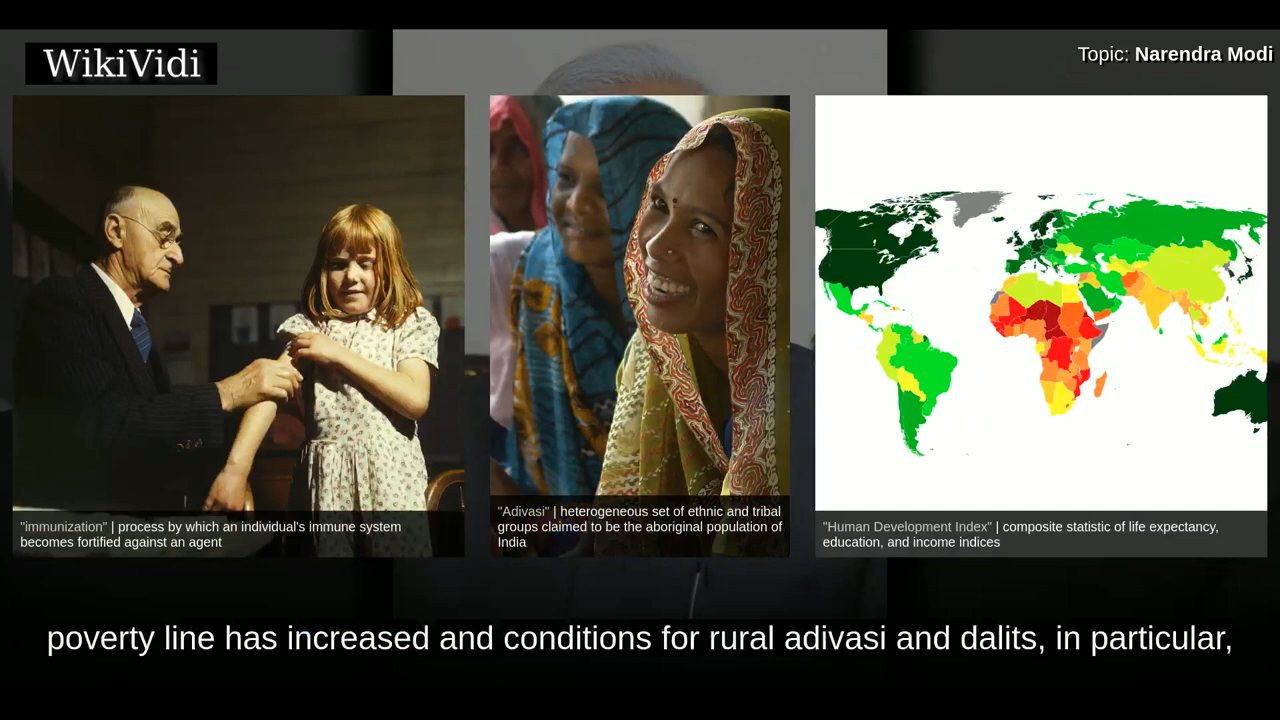 WikiVidi
Topic: Narendra Modi
"immunization" | process by which an individual's immune system
becomes fortified against an agent
"Adivasi" | heterogeneous set of ethnic and tribal
groups claimed to be the aboriginal population of
India
"Human Development Index" | composite statistic of life expectancy,
education, and income indices
poverty line has increased and conditions for rural adivasi and dalits, in particular,